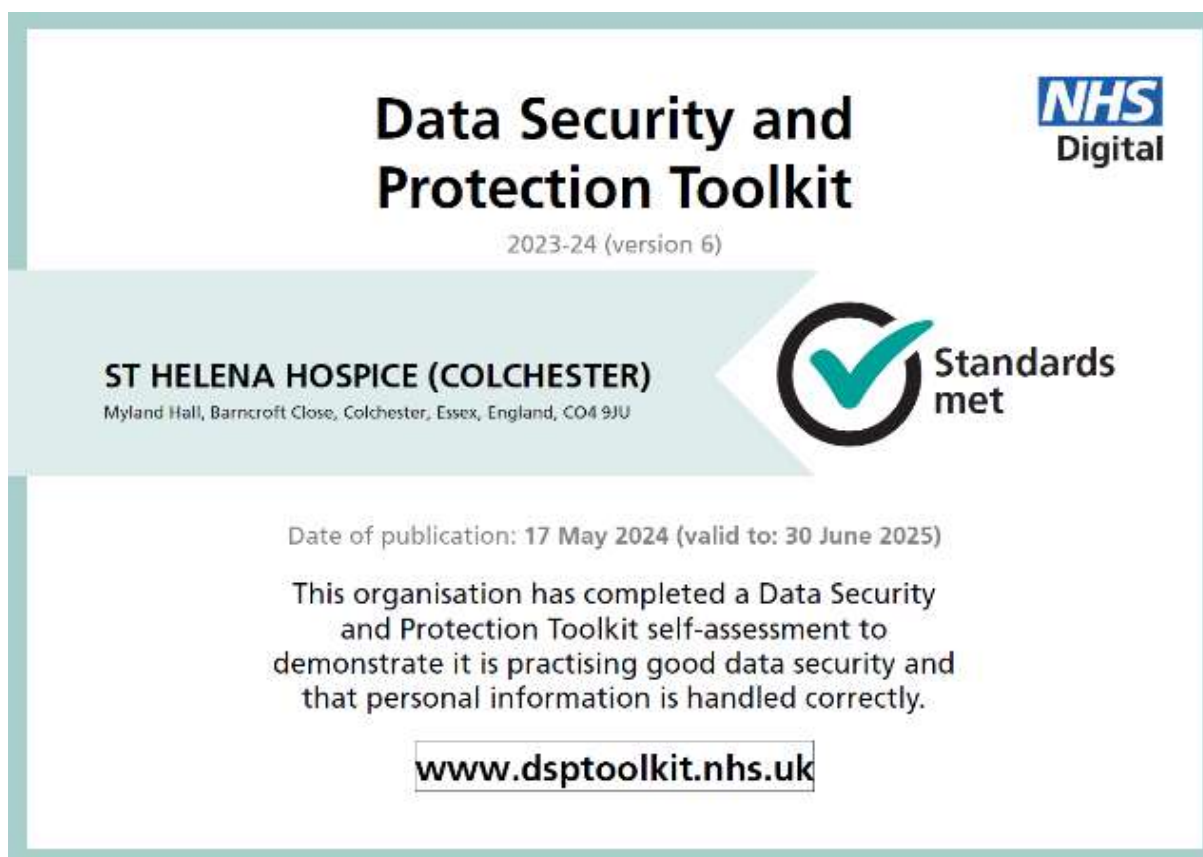 Data Security and
Protection Toolkit
NHS
Digital
2023-24 (version 6)
ST HELENA HOSPICE (COLCHESTER)
Myland Hall, Barncroft Close, Colchester, Essex, England, CO4 9JU
Standards
met
Date of publication: 17 May 2024 (valid to: 30 June 2025)
This organisation has completed a Data Security
and Protection Toolkit self-assessment to
demonstrate it is practising good data security and
that personal information is handled correctly.
www.dsptoolkit.nhs.uk